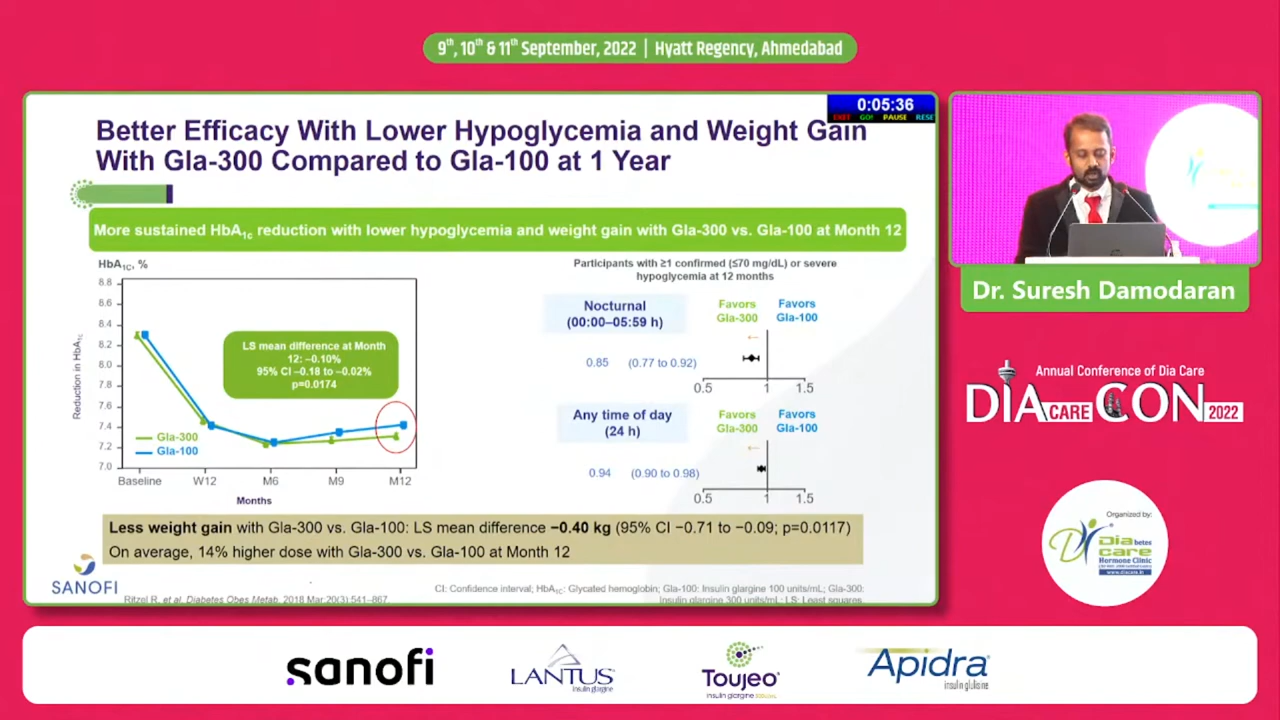 9th, 10th & 11th September, 2022 | Hyatt Regency, Ahmedabad
0:05:36
EXIT GO! PAUSE RESE
Better Efficacy With Lower Hypoglycemia and Weight Gain
With Gla-300 Compared to Gla-100 at 1 Year
More sustained HbA1c reduction with lower hypoglycemia and weight gain with Gla-300 vs. Gla-100 at Month 12
HbA1C, %
8.8
8.6
8.4
8.2
8.0
7.8
7.6
7.4
7.2
7.0
Reduction in HbA1c
LS mean difference at Month
12: −0.10%
95% CI −0.18 to −0.02%
p=0.0174
Gla-300
Gla-100
Baseline W12 M6 M9 M12
Months
Participants with ≥1 confirmed (≤70 mg/dL) or severe
hypoglycemia at 12 months
Nocturnal
(00:00–05:59 h)
Favors
Gla-300
Favors
Gla-100
0.85 (0.77 to 0.92)
0.5 1 1.5
Any time of day
(24 h)
Favors
Gla-300
Favors
Gla-100
0.94 (0.90 to 0.98)
0.5 1 1.5
Less weight gain with Gla-300 vs. Gla-100: LS mean difference −0.40 kg (95% CI −0.71 to −0.09; p=0.0117)
On average, 14% higher dose with Gla-300 vs. Gla-100 at Month 12
SANOFI
CI: Confidence interval; HbA1C: Glycated hemoglobin; Gla-100: Insulin glargine 100 units/mL; Gla-300:
Insulin glargine 300 units/mL; LS: Least squares
Ritzel R, et al. Diabetes Obes Metab. 2018 Mar;20(3):541–867.
Dr. Suresh Damodaran
Annual Conference of Dia Care
DIA CARE CON 2022
Organized by:
Diabetes
care
Hormone Clinic
www.diacare.in
sanofi
LANTUS
insulin glargine
Toujeo
insulin glargine 300U/mL
Apidra
insulin glulisine